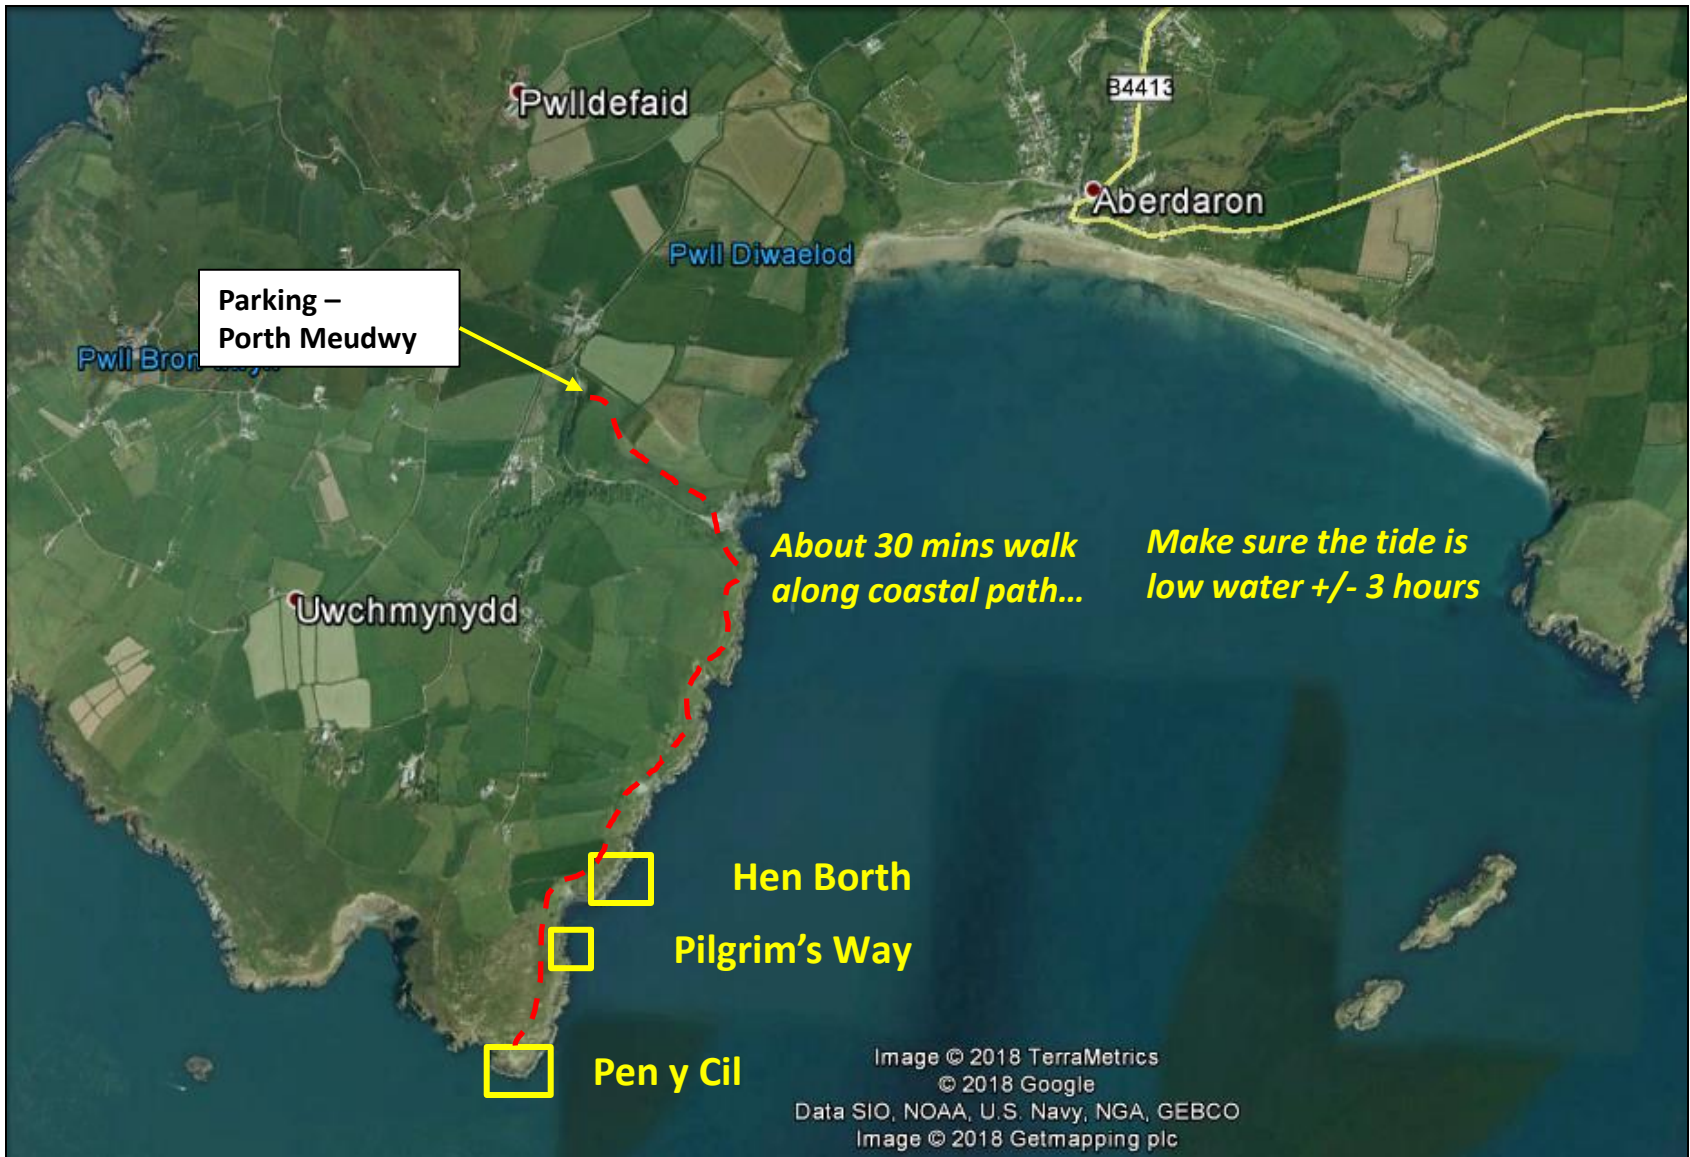 B4413
Pwlldefaid
Aberdaron
Pwll Diwaelod
Parking –
Porth Meudwy
Pwll Bron
About 30 mins walk
along coastal path...
Make sure the tide is
low water +/- 3 hours
Uwchmynydd
Hen Borth
Pilgrim's Way
Pen y Cil
Image © 2018 TerraMetrics
© 2018 Google
Data SIO, NOAA, U.S. Navy, NGA, GEBCO
Image © 2018 Getmapping plc